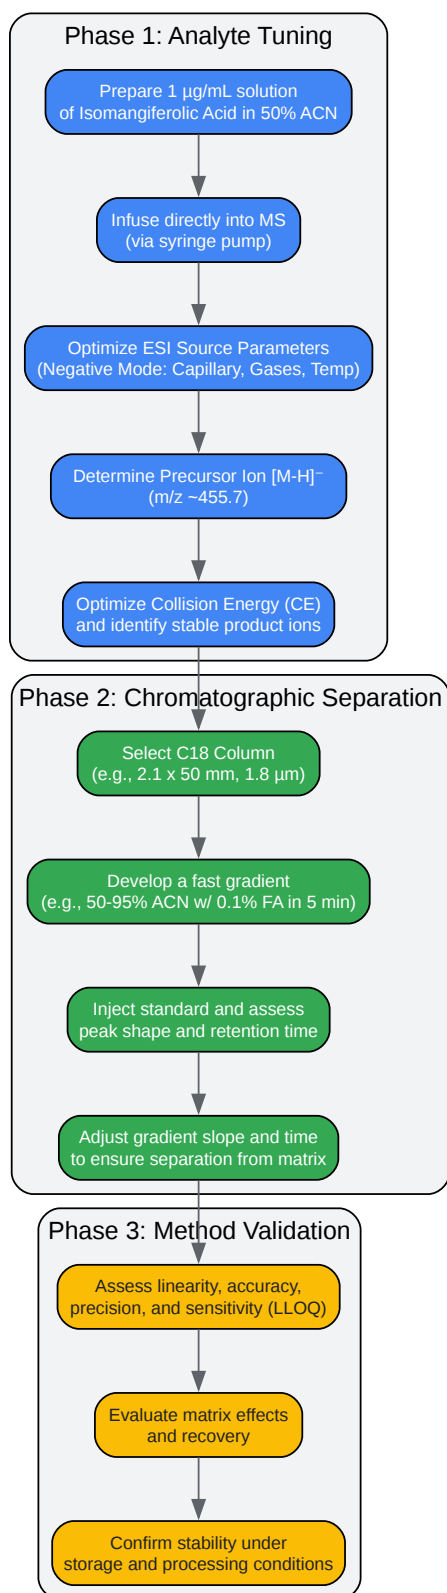 Phase 1: Analyte Tuning
Prepare 1 µg/mL solution
of Isomangiferolic Acid in 50% ACN
Infuse directly into MS
(via syringe pump)
Optimize ESI Source Parameters
(Negative Mode: Capillary, Gases, Temp)
Determine Precursor Ion [M-H]⁻
(m/z ~455.7)
Optimize Collision Energy (CE)
and identify stable product ions
Phase 2: Chromatographic Separation
Select C18 Column
(e.g., 2.1 x 50 mm, 1.8 µm)
Develop a fast gradient
(e.g., 50-95% ACN w/ 0.1% FA in 5 min)
Inject standard and assess
peak shape and retention time
Adjust gradient slope and time
to ensure separation from matrix
Phase 3: Method Validation
Assess linearity, accuracy,
precision, and sensitivity (LLOQ)
Evaluate matrix effects
and recovery
Confirm stability under
storage and processing conditions